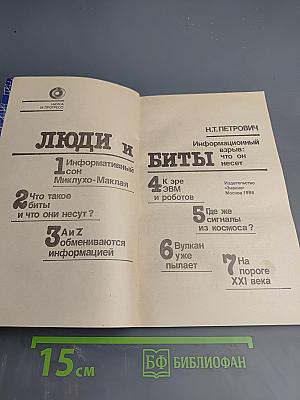 НАУКА
И ПРОГРЕСС
ЛЮДИ и
1 Информативный
сон
Миклухо-Маклая
2 Что такое
биты
и что они несут?
3 А и Z
обмениваются
информацией
Н.Т. ПЕТРОВИЧ
Информационный
взрыв:
что он
несет
БИТЫ
4 К эре
ЭВМ
и роботов
Издательство
«Знание»
Москва 1986
5 Где же
сигналы
из космоса?
6 Вулкан
уже
пылает
7 На
пороге
XXI века
15 см
БФ БИБЛИОФАН